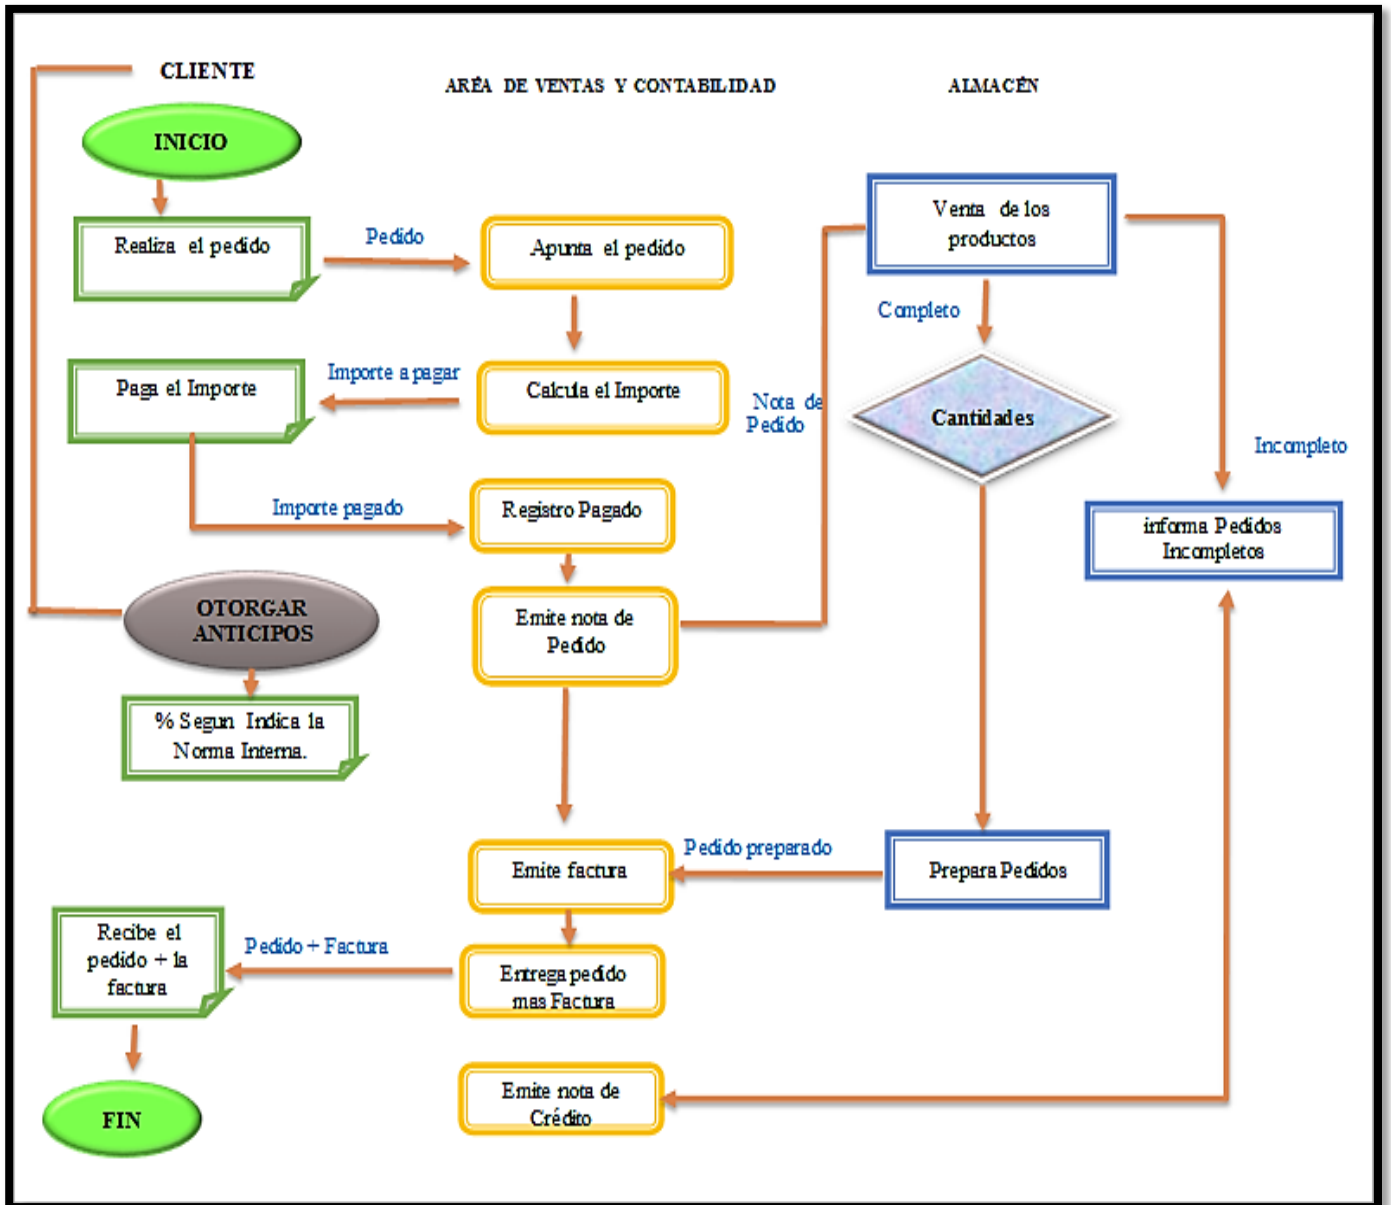 CLIENTE
AREÁ DE VENTAS Y CONTABILIDAD
ALMACÉN
INICIO
Realiza el pedido
Pedido
Apunta el pedido
Venta de los
productos
Completo
Paga el Importe
Importe a pagar
Calcula el Importe
Nota de
Pedido
Cantidades
Incompleto
Importe pagado
Registro Pagado
informa Pedidos
Incompletos
OTORGAR
ANTICIPOS
Emite nota de
Pedido
% Segun Indica la
Norma Interna.
Emite factura
Pedido preparado
Prepara Pedidos
Recibe el
pedido + la
factura
Pedido + Factura
Entrega pedido
mas Factura
Emite nota de
Crédito
FIN